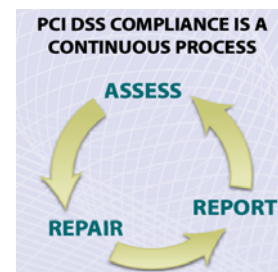 PCI DSS COMPLIANCE IS A
CONTINUOUS PROCESS
ASSESS
REPAIR
REPORT